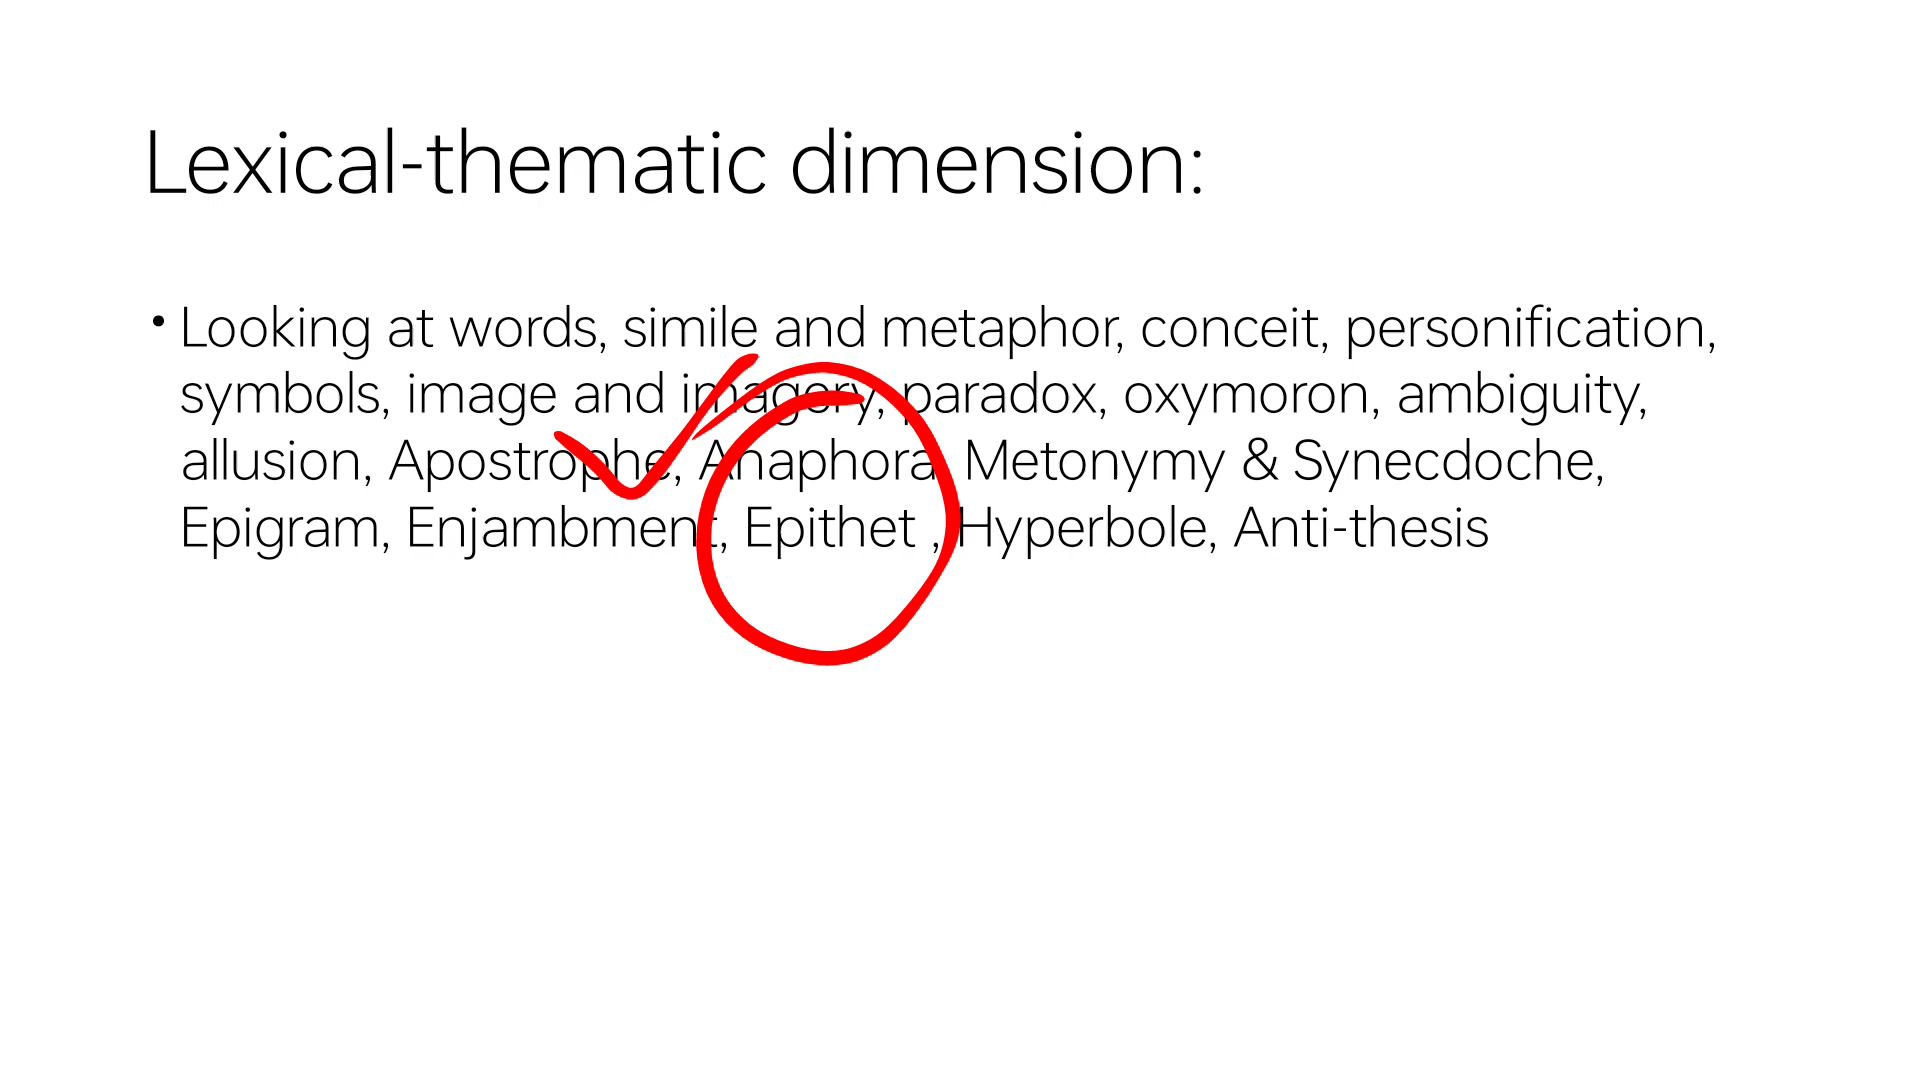 Lexical-thematic dimension:
• Looking at words, simile and metaphor, conceit, personification,
symbols, image and imagery, paradox, oxymoron, ambiguity,
allusion, Apostrophe, Anaphora, Metonymy & Synecdoche,
Epigram, Enjambment, Epithet , Hyperbole, Anti-thesis